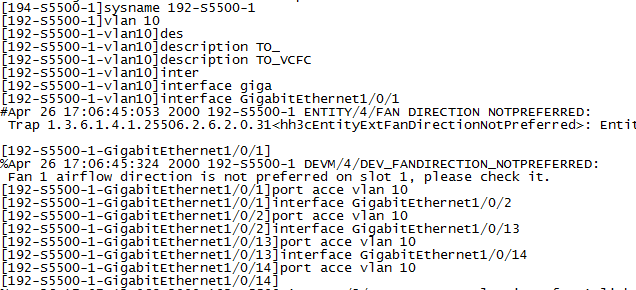 [194-S5500-1]sysname 192-S5500-1
[192-S5500-1]vlan 10
[192-S5500-1-vlan10]des
[192-S5500-1-vlan10]description TO_
[192-S5500-1-vlan10]description TO_VCFC
[192-S5500-1-vlan10]inter
[192-S5500-1-vlan10]interface giga
[192-S5500-1-vlan10]interface GigabitEthernet1/0/1
#Apr 26 17:06:45:053 2000 192-S5500-1 ENTITY/4/FAN DIRECTION NOTPREFERRED:
Trap 1.3.6.1.4.1.25506.2.6.2.0.31<hh3cEntityExtFanDirectionNotPreferred>: Entit
[192-S5500-1-GigabitEthernet1/0/1]
%Apr 26 17:06:45:324 2000 192-S5500-1 DEVM/4/DEV_FANDIRECTION_NOTPREFERRED:
Fan 1 airflow direction is not preferred on slot 1, please check it.
[192-S5500-1-GigabitEthernet1/0/1]port acce vlan 10
[192-S5500-1-GigabitEthernet1/0/1]interface GigabitEthernet1/0/2
[192-S5500-1-GigabitEthernet1/0/2]port acce vlan 10
[192-S5500-1-GigabitEthernet1/0/2]interface GigabitEthernet1/0/13
[192-S5500-1-GigabitEthernet1/0/13]port acce vlan 10
[192-S5500-1-GigabitEthernet1/0/13]interface GigabitEthernet1/0/14
[192-S5500-1-GigabitEthernet1/0/14]port acce vlan 10
[192-S5500-1-GigabitEthernet1/0/14]